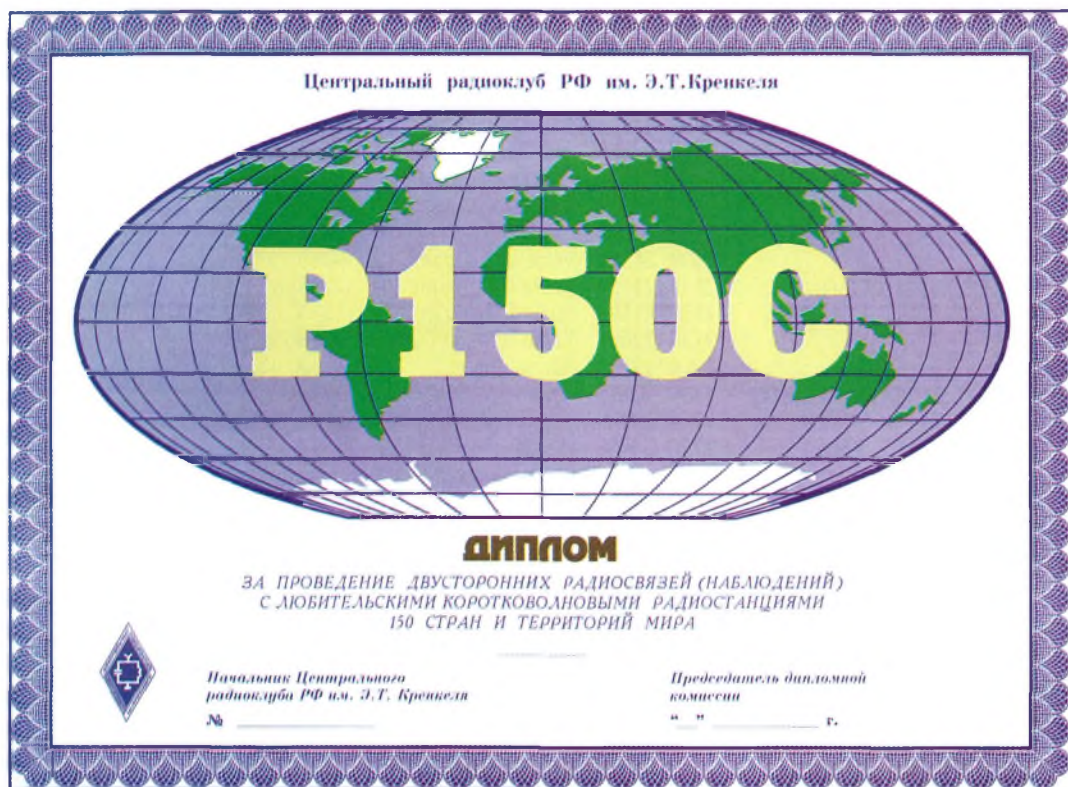 Центральный радиоклуб РФ им. Э.Т.Кренкеля
Р150С
ДИПЛОМ
ЗА ПРОВЕДЕНИЕ ДВУСТОРОННИХ РАДИОСВЯЗЕЙ (НАБЛЮДЕНИЙ)
С ЛЮБИТЕЛЬСКИМИ КОРОТКОВОЛНОВЫМИ РАДИОСТАНЦИЯМИ
150 СТРАН И ТЕРРИТОРИЙ МИРА
Начальник Центрального
радиоклуба РФ им. Э.Т. Кренкеля
№
Председатель дипломной
комиссии
“ ” г.